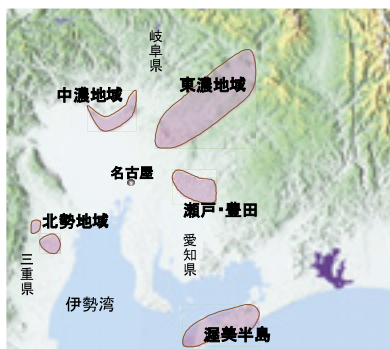 岐阜県
東濃地域
中濃地域
名古屋
瀬戸・豊田
北勢地域
愛知県
三重県
伊勢湾
渥美半島